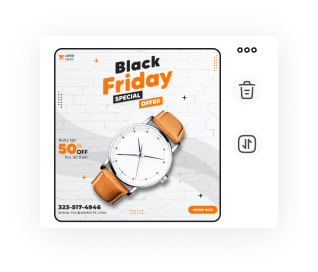 LOGO
HERE
Black
Friday
SPECIAL
OFFER
Hurry Up!
50% OFF
For All Item
323-517-4946
WWW.YOURWEBSITE.COM
ORDER NOW